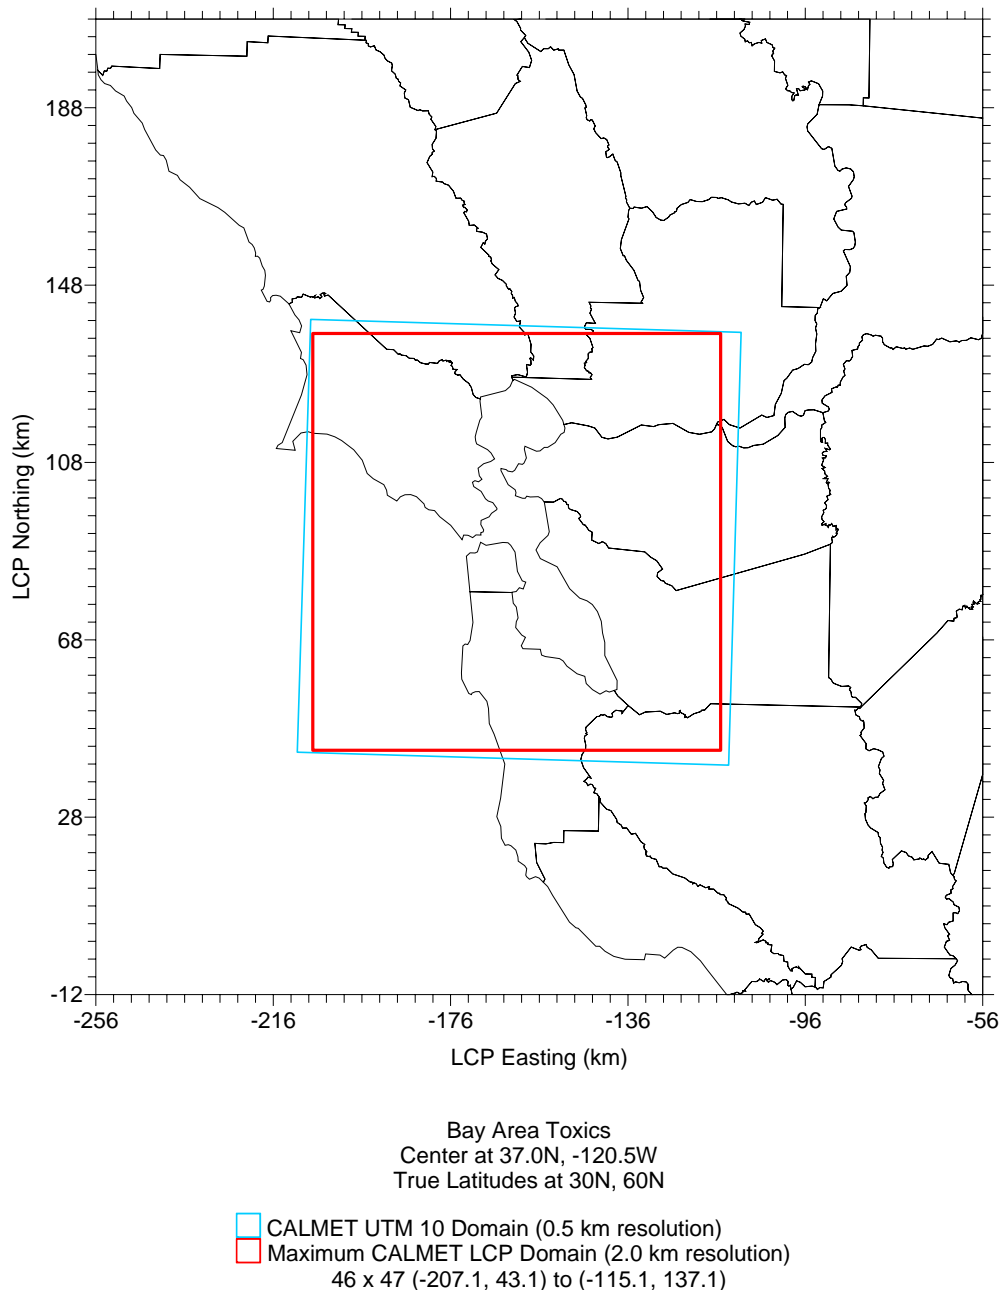 188
148
108
68
28
-12
LCP Northing (km)
-256 -216 -176 -136 -96 -56
LCP Easting (km)
Bay Area Toxics
Center at 37.0N, -120.5W
True Latitudes at 30N, 60N
CALMET UTM 10 Domain (0.5 km resolution)
Maximum CALMET LCP Domain (2.0 km resolution)
46 x 47 (-207.1, 43.1) to (-115.1, 137.1)